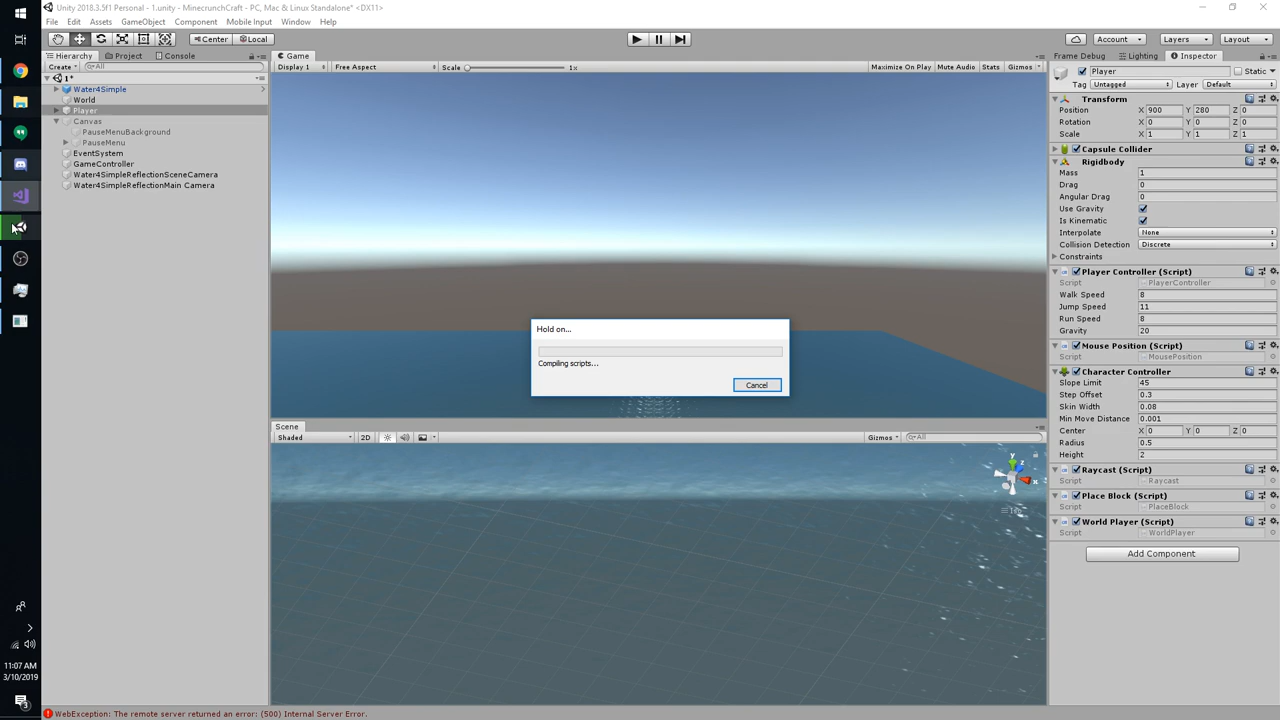 Unity 2018.3.5f1 Personal - 1.unity - MinecrunchCraft - PC, Mac & Linux Standalone* <DX11>
File Edit Assets GameObject Component Mobile Input Window Help
Center Local Account Layers Layout
Hierarchy Project Console
Create All
1*
Water4Simple
World
Player
Canvas
PauseMenuBackground
PauseMenu
EventSystem
GameController
Water4SimpleReflectionSceneCamera
Water4SimpleReflectionMain Camera
Game
Display 1 Free Aspect Scale 1x Maximize On Play Mute Audio Stats Gizmos
Hold on...
Compiling scripts...
Cancel
Scene
Shaded 2D Gizmos All
y
z
x
Iso
Frame Debug Lighting Inspector
Player Static
Tag Untagged Layer Default
Transform
Position X 900 Y 280 Z 0
Rotation X 0 Y 0 Z 0
Scale X 1 Y 1 Z 1
Capsule Collider
Rigidbody
Mass 1
Drag 0
Angular Drag 0
Use Gravity
Is Kinematic
Interpolate None
Collision Detection Discrete
Constraints
Player Controller (Script)
Script PlayerController
Walk Speed 8
Jump Speed 11
Run Speed 8
Gravity 20
Mouse Position (Script)
Script MousePosition
Character Controller
Slope Limit 45
Step Offset 0.3
Skin Width 0.08
Min Move Distance 0.001
Center X 0 Y 0 Z 0
Radius 0.5
Height 2
Raycast (Script)
Script Raycast
Place Block (Script)
Script PlaceBlock
World Player (Script)
Script WorldPlayer
Add Component
11:07 AM
3/10/2019
3
WebException: The remote server returned an error: (500) Internal Server Error.